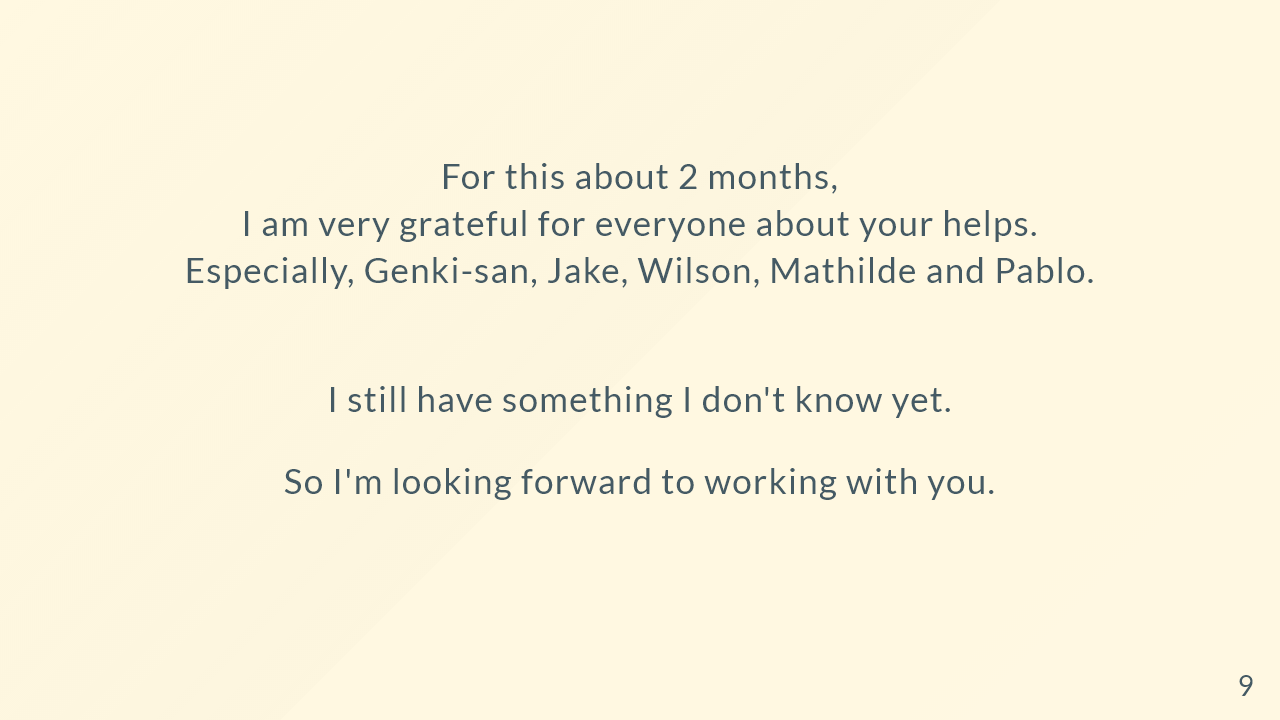 For this about 2 months,
I am very grateful for everyone about your helps.
Especially, Genki-san, Jake, Wilson, Mathilde and Pablo.
I still have something I don't know yet.
So I'm looking forward to working with you.
9